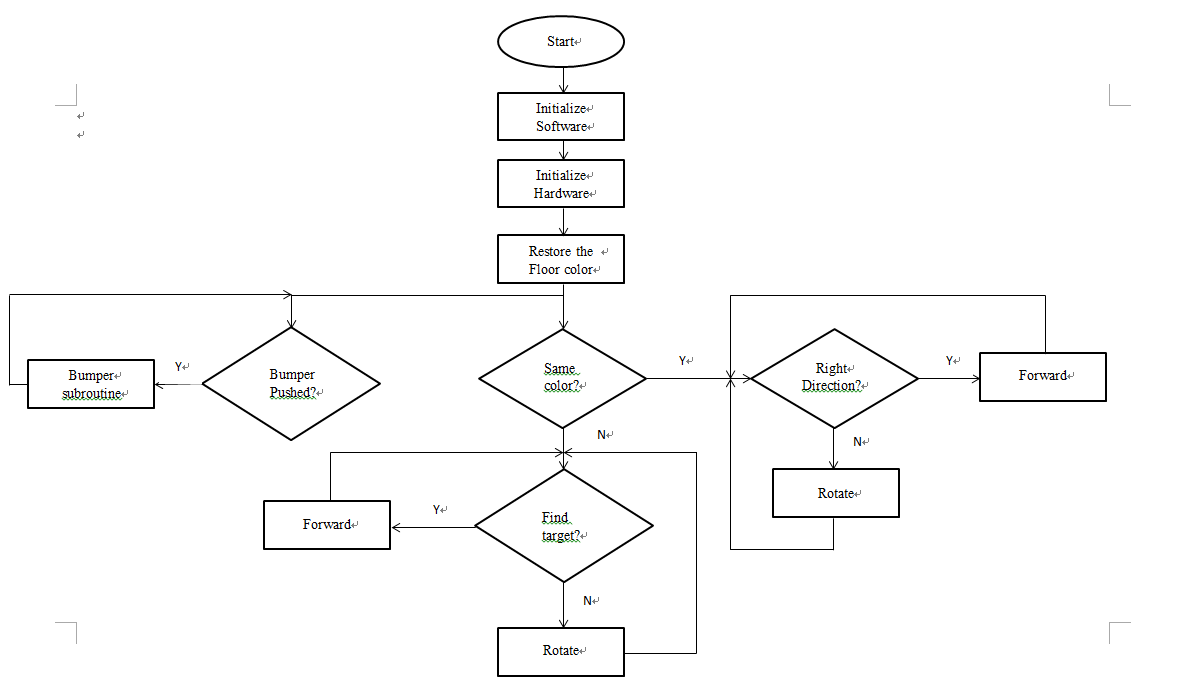 Start
Initialize
Software
Initialize
Hardware
Restore the
Floor color
Bumper
subroutine
Y
Bumper
Pushed?
Same
color?
Y
Right
Direction?
Y
Forward
N
N
Rotate
Forward
Y
Find
target?
N
Rotate